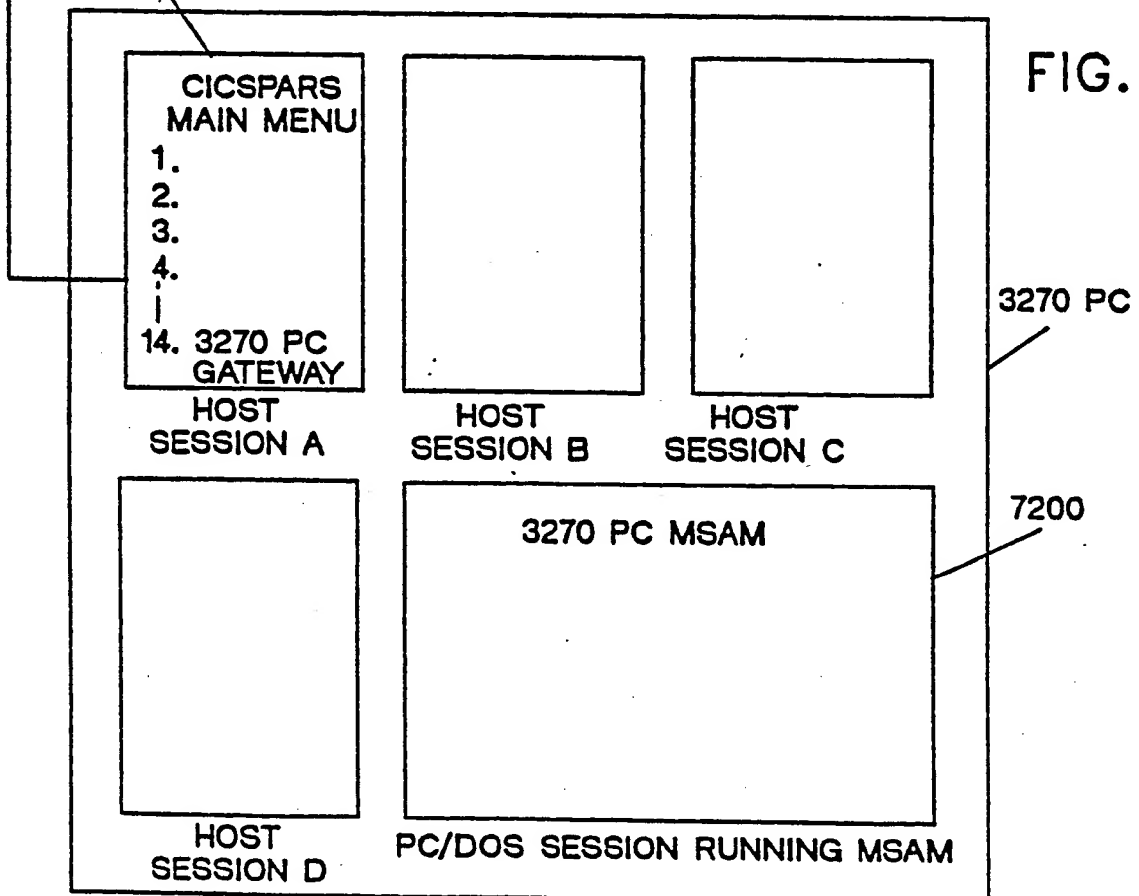 FIG.
CICSPARS
MAIN MENU
1.
2.
3.
4.
14. 3270 PC
GATEWAY
HOST
SESSION A
HOST
SESSION B
HOST
SESSION C
3270 PC
7200
3270 PC MSAM
HOST
SESSION D
PC/DOS SESSION RUNNING MSAM